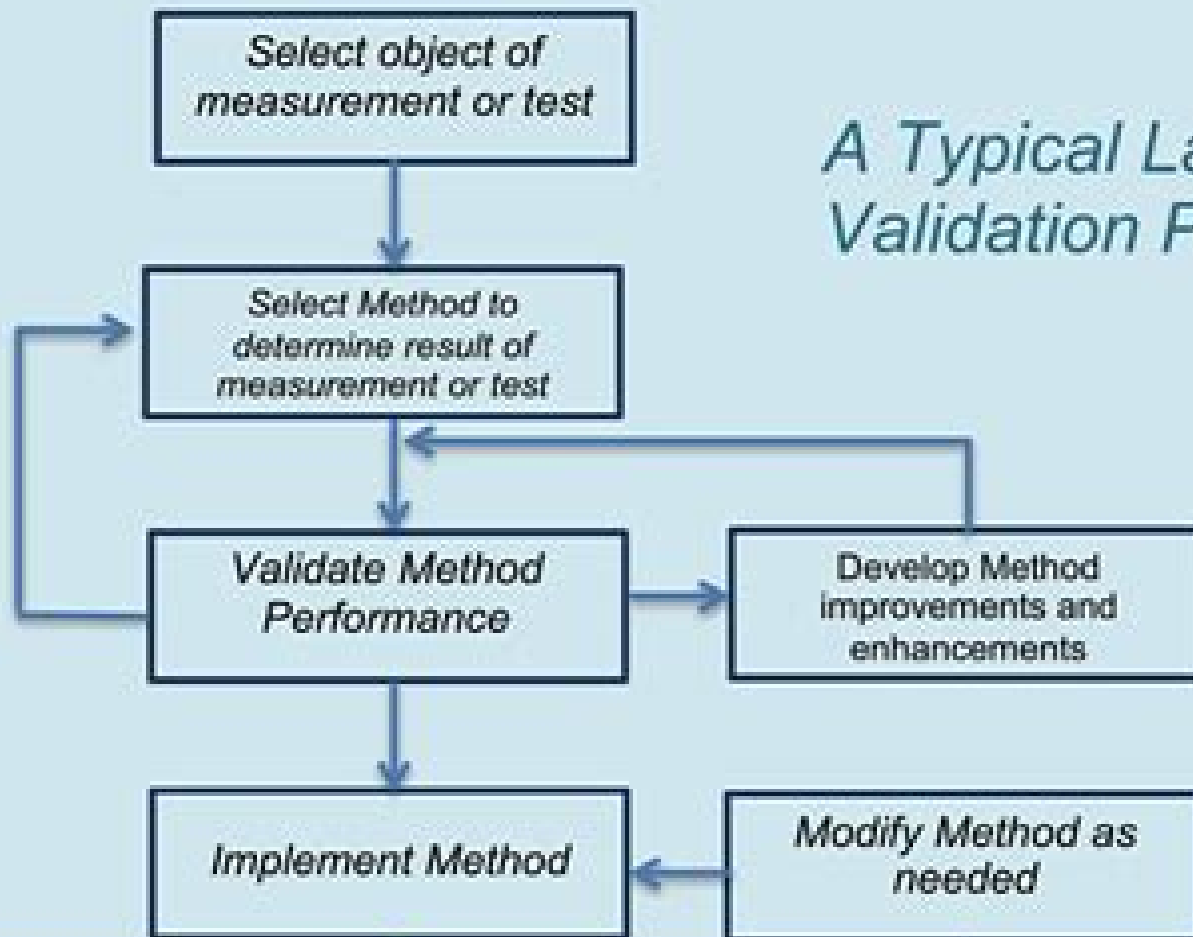 Select object of
measurement or test
A Typical La
Validation P
Select Method to
determine result of
measurement or test
Validate Method
Performance
Develop Method
improvements and
enhancements
Implement Method
Modify Method as
needed